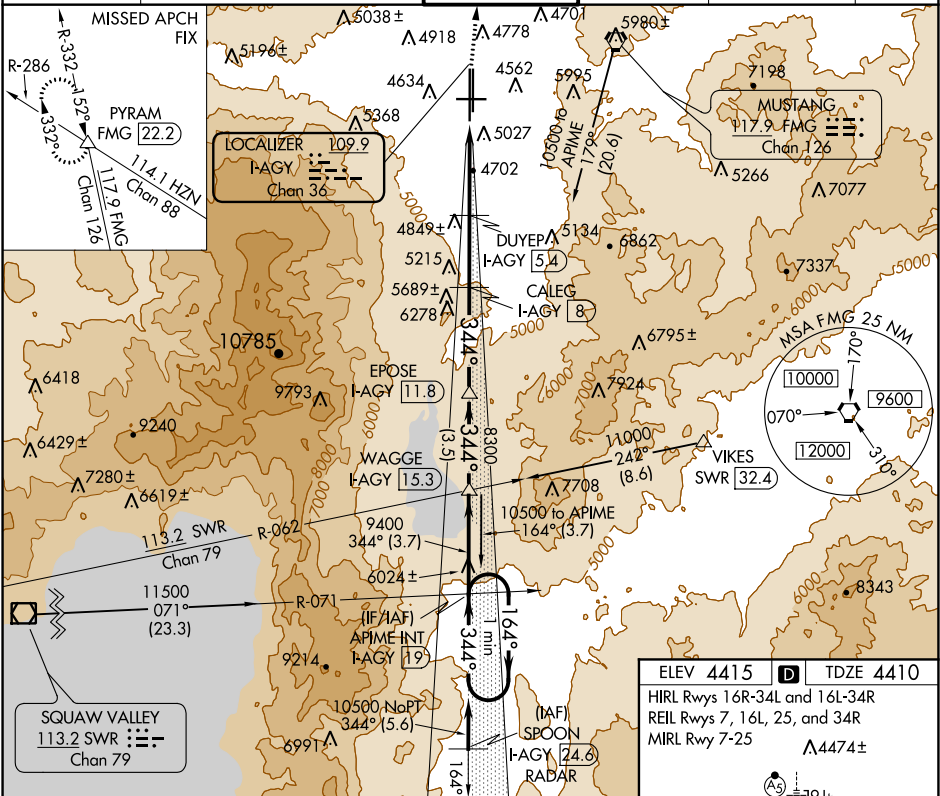 MISSED APCH
FIX
R-332
R-286
152°
332°
PYRAM
FMG 22.2
114.1 HZN
Chan 88
117.9 FMG
Chan 126
5038±
4918
4778
4701
5980±
5196±
4634
4562
5995
7198
5368
LOCALIZER 109.9
I-AGY
Chan 36
5027
4702
10500 to
APIME
179°
(20.6)
MUSTANG
117.9 FMG
Chan 126
5266
7077
5000
4849±
DUYEP
I-AGY 5.4
5134
6862
5215
7337
5000
5689±
CALEG
I-AGY 8
6000
6278
5000
MSA FMG 25 NM
170°
10000
9600
070°
12000
310°
10785
344°
6795±
6418
EPOSE
I-AGY 11.8
9793
6000
7924
9240
344°
(3.5)
8300
11000
242°
(8.6)
VIKES
SWR 32.4
6429±
8000
WAGGE
I-AGY 15.3
7280±
6619±
7708
10500 to APIME
164° (3.7)
113.2 SWR
Chan 79
R-062
9400
344° (3.7)
5000
6024±
8343
11500
071°
(23.3)
R-071
(IF/IAF)
APIME INT
I-AGY 19
344°
1 min
164°
9214
10500 NoPT
344° (5.6)
(IAF)
SPOON
I-AGY 24.6
RADAR
SQUAW VALLEY
113.2 SWR
Chan 79
6991
164°
ELEV 4415 D TDZE 4410
HIRL Rwys 16R-34L and 16L-34R
REIL Rwys 7, 16L, 25, and 34R
MIRL Rwy 7-25
4474±
A5